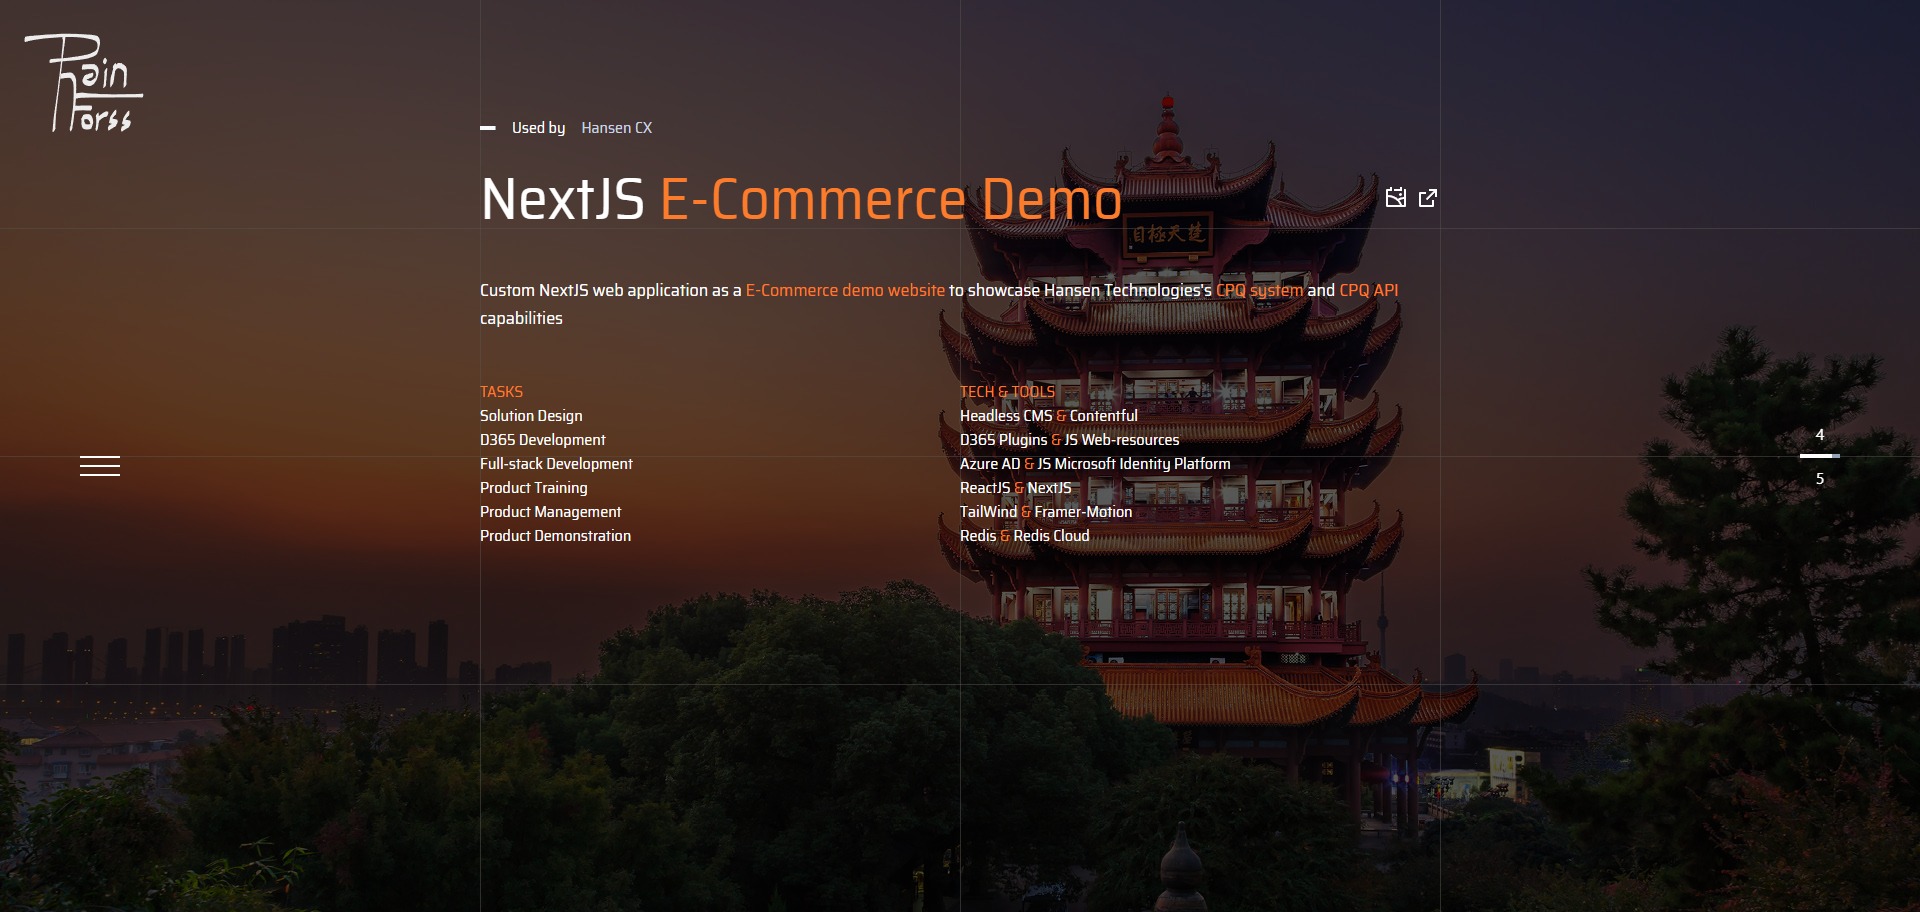 Rain
Forss
Used by Hansen CX
NextJS E-Commerce Demo
目極天楚
Custom NextJS web application as a E-Commerce demo website to showcase Hansen Technologies's CPQ system and CPQ API
capabilities
TASKS
Solution Design
D365 Development
Full-stack Development
Product Training
Product Management
Product Demonstration
TECH & TOOLS
Headless CMS & Contentful
D365 Plugins & JS Web-resources
Azure AD & JS Microsoft Identity Platform
ReactJS & NextJS
TailWind & Framer-Motion
Redis & Redis Cloud
4
5